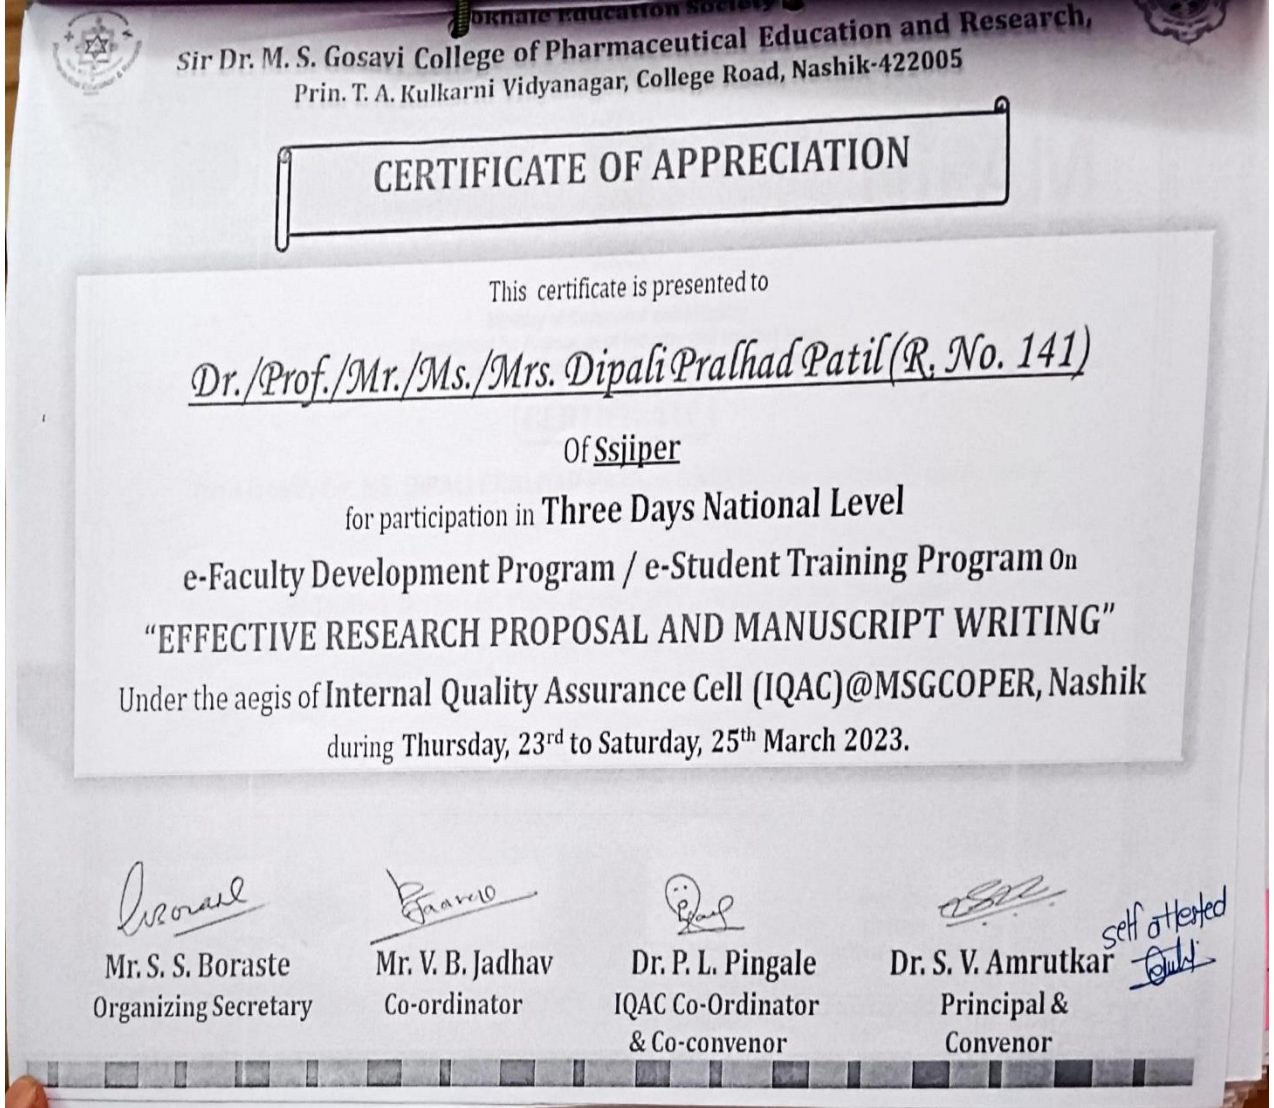 Education Society
Sir Dr. M. S. Gosavi College of Pharmaceutical Education and Research,
Prin. T. A. Kulkarni Vidyanagar, College Road, Nashik-422005
CERTIFICATE OF APPRECIATION
This certificate is presented to
Dr./Prof./Mr./Ms./Mrs. Dipali Pralhad Patil (R. No. 141)
Of Ssjiper
for participation in Three Days National Level
e-Faculty Development Program / e-Student Training Program On
“EFFECTIVE RESEARCH PROPOSAL AND MANUSCRIPT WRITING”
Under the aegis of Internal Quality Assurance Cell (IQAC)@MSGCOPER, Nashik
during Thursday, 23rd to Saturday, 25th March 2023.
self attested
Mr. S. S. Boraste
Organizing Secretary
Mr. V. B. Jadhav
Co-ordinator
Dr. P. L. Pingale
IQAC Co-Ordinator
& Co-convenor
Dr. S. V. Amrutkar
Principal &
Convenor